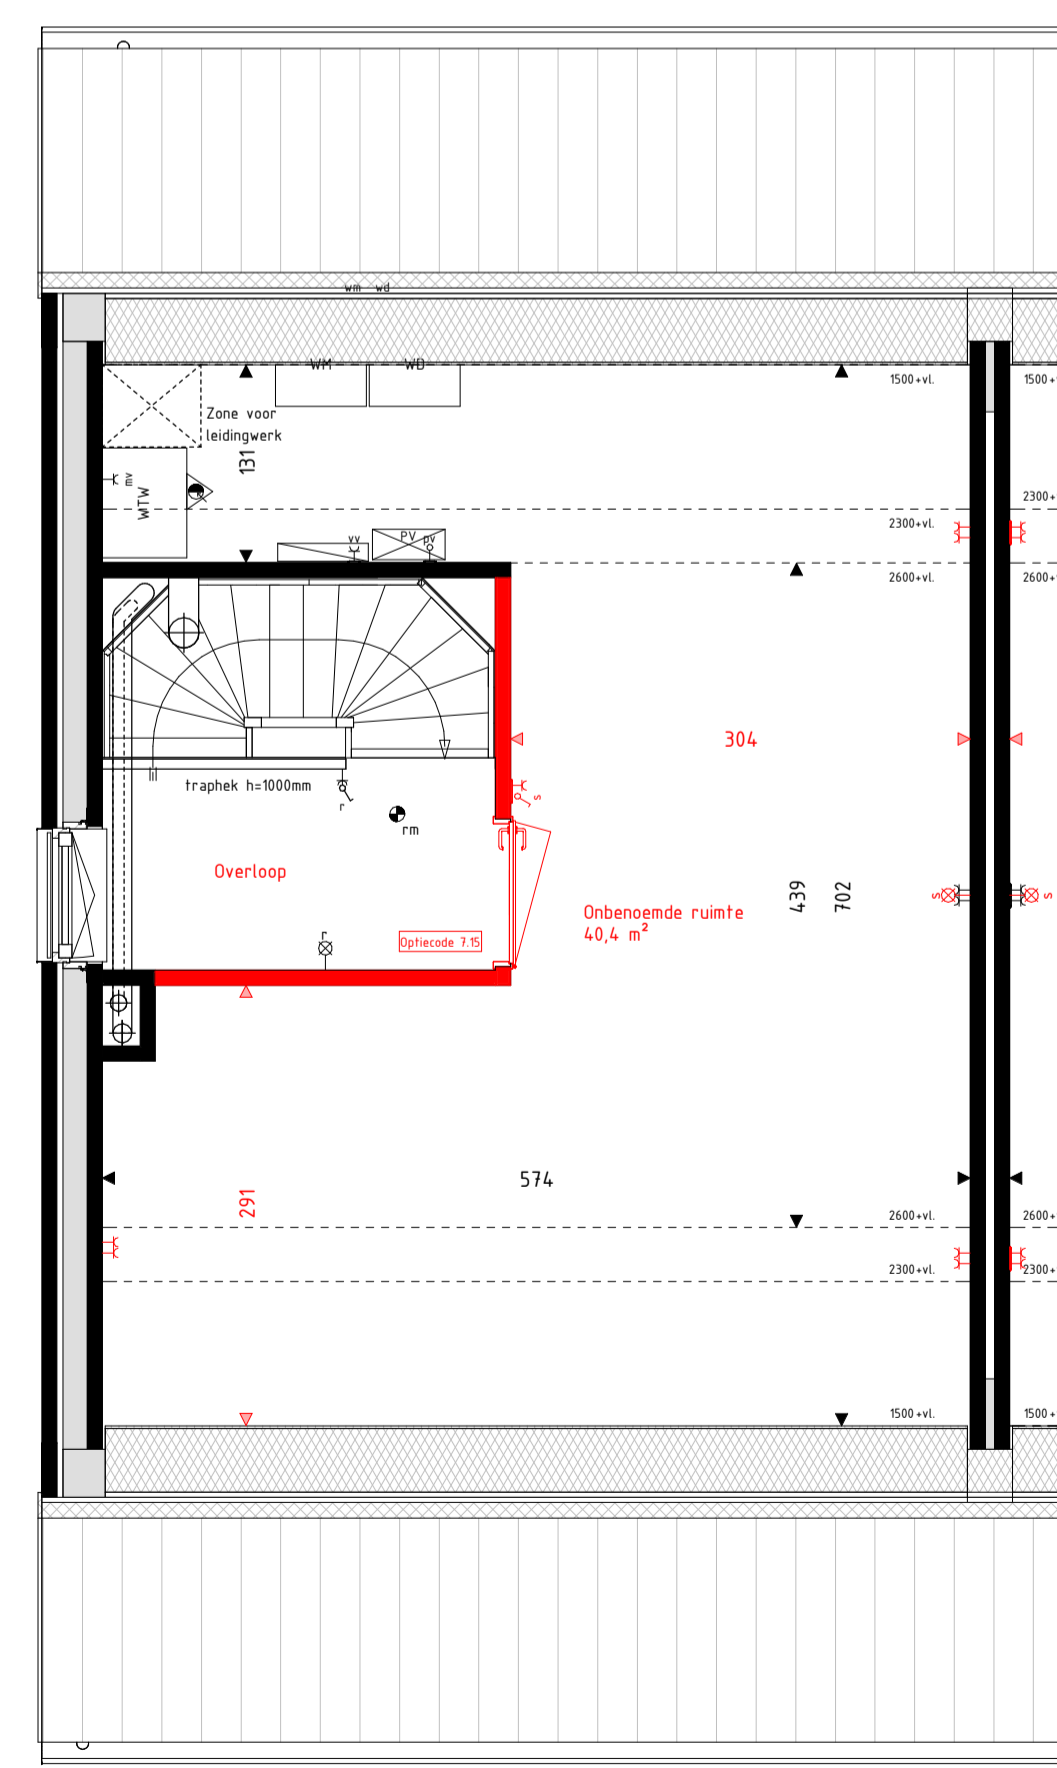 wm wd
WM WD
1500+vl.
1500+
Zone voor
leidingwerk
131
mv
WTW
2300+
2300+vl.
vv
PV pv
2600+vl.
2600+
304
traphek h=1000mm
r
s
rm
Overloop
439
702
s
s
Onbenoemde ruimte
40,4 m²
r
Optiecode 7.15
574
291
2600+vl.
2600+
2300+vl.
2300+
1500+vl.
1500+